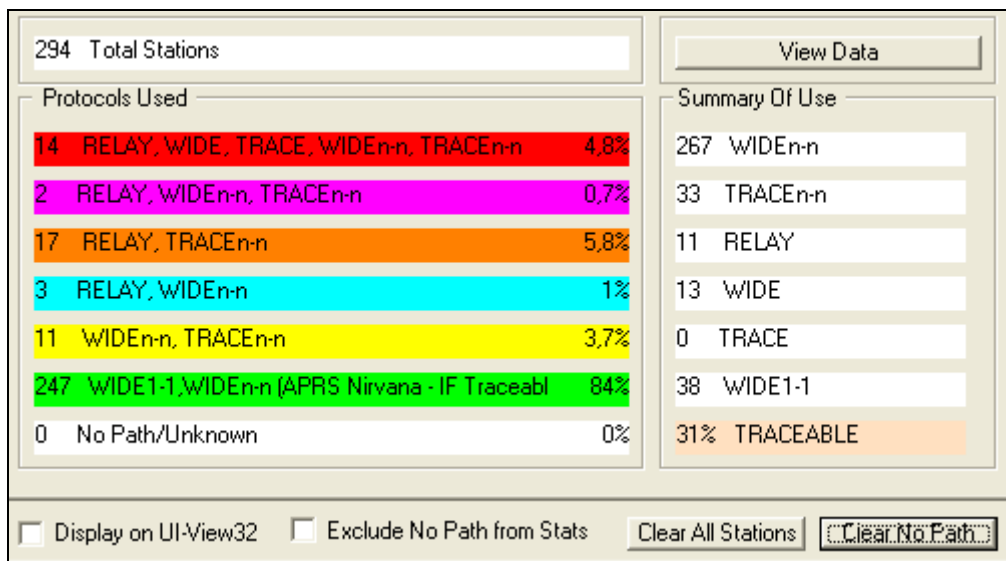 294 Total Stations
View Data
Protocols Used
14 RELAY, WIDE, TRACE, WIDEn-n, TRACEn-n 4,8%
2 RELAY, WIDEn-n, TRACEn-n 0,7%
17 RELAY, TRACEn-n 5,8%
3 RELAY, WIDEn-n 1%
11 WIDEn-n, TRACEn-n 3,7%
247 WIDE1-1,WIDEn-n (APRS Nirvana - IF Traceabl 84%
0 No Path/Unknown 0%
Summary Of Use
267 WIDEn-n
33 TRACEn-n
11 RELAY
13 WIDE
0 TRACE
38 WIDE1-1
31% TRACEABLE
Display on UI-View32
Exclude No Path from Stats
Clear All Stations
Clear No Path